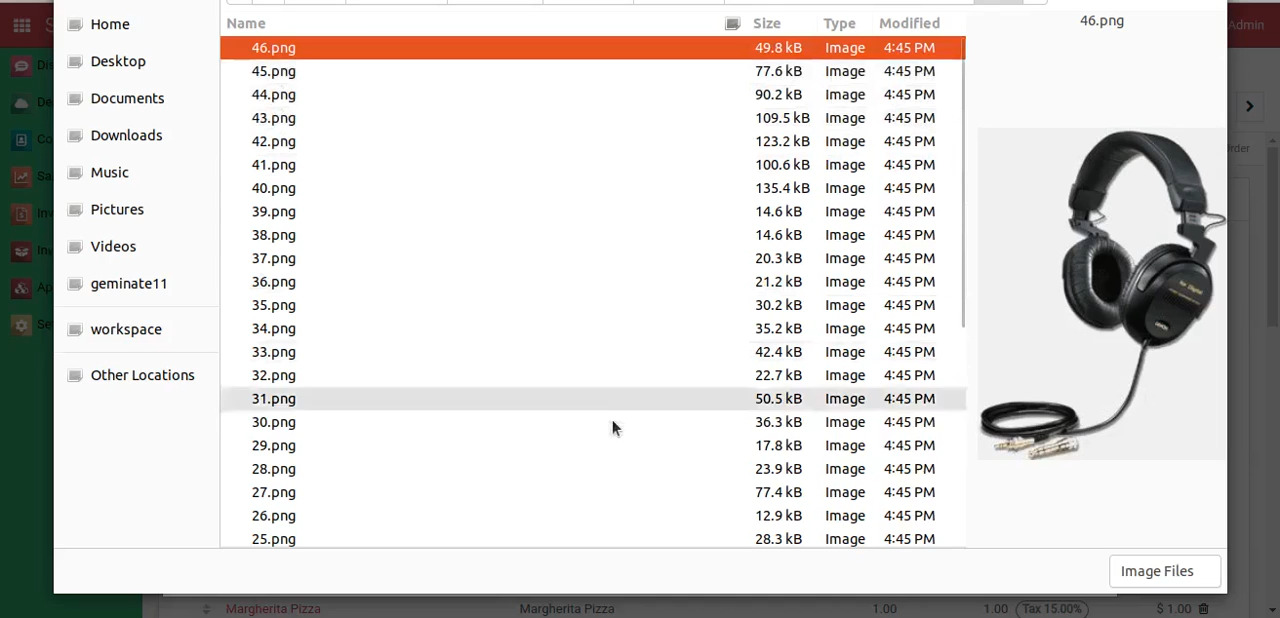 46.png
Name Size Type Modified
Home
Desktop
Documents
Downloads
Music
Pictures
Videos
geminate11
workspace
Other Locations
46.png 49.8 kB Image 4:45 PM
45.png 77.6 kB Image 4:45 PM
44.png 90.2 kB Image 4:45 PM
43.png 109.5 kB Image 4:45 PM
42.png 123.2 kB Image 4:45 PM
41.png 100.6 kB Image 4:45 PM
40.png 135.4 kB Image 4:45 PM
39.png 14.6 kB Image 4:45 PM
38.png 14.6 kB Image 4:45 PM
37.png 20.3 kB Image 4:45 PM
36.png 21.2 kB Image 4:45 PM
35.png 30.2 kB Image 4:45 PM
34.png 35.2 kB Image 4:45 PM
33.png 42.4 kB Image 4:45 PM
32.png 22.7 kB Image 4:45 PM
31.png 50.5 kB Image 4:45 PM
30.png 36.3 kB Image 4:45 PM
29.png 17.8 kB Image 4:45 PM
28.png 23.9 kB Image 4:45 PM
27.png 77.4 kB Image 4:45 PM
26.png 12.9 kB Image 4:45 PM
25.png 28.3 kB Image 4:45 PM
Admin
Image Files
Margherita Pizza Margherita Pizza 1.00 1.00 Tax 15.00% $ 1.00